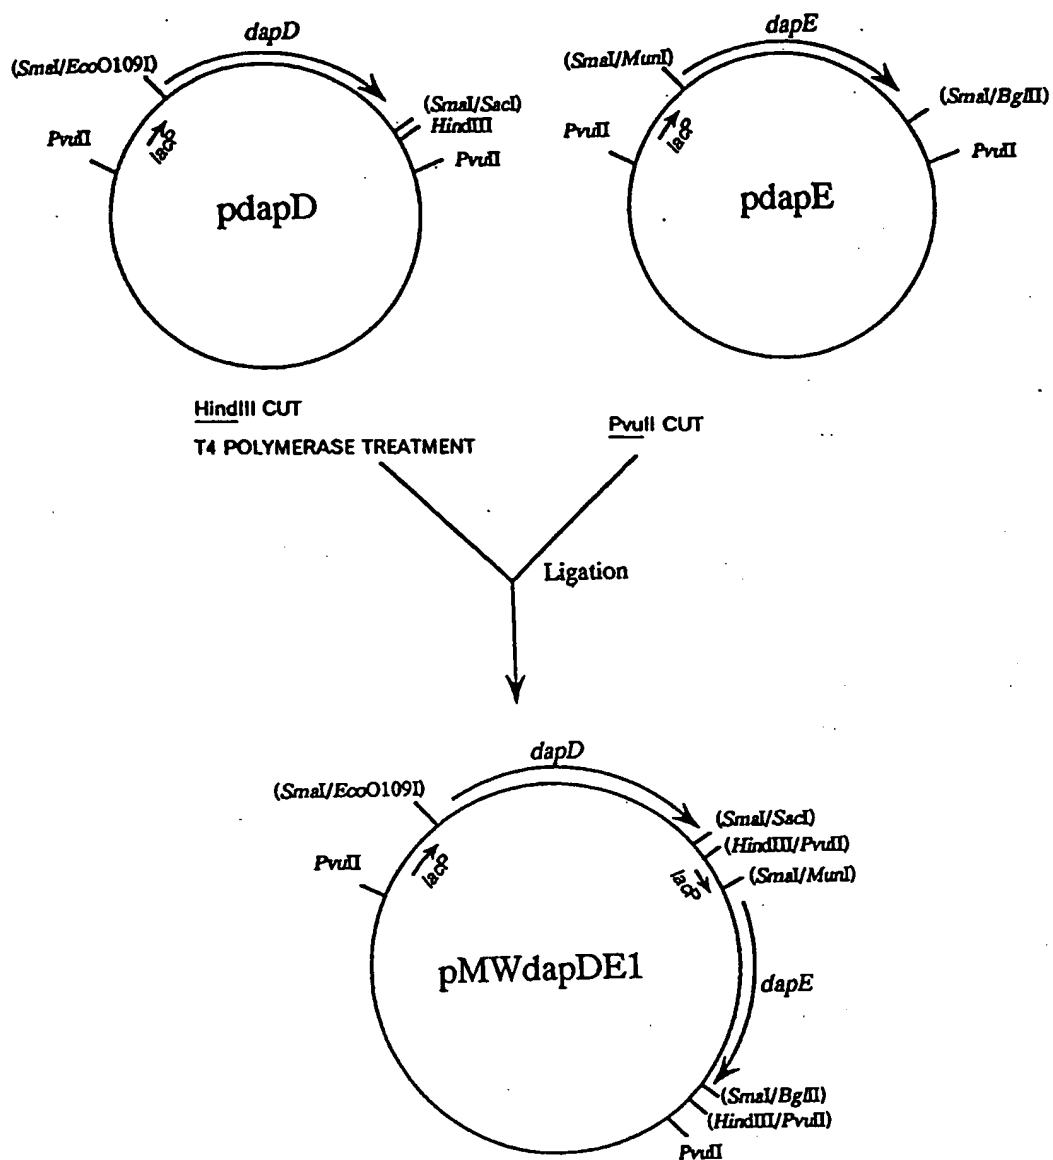 dapD
(SmaI/EcoO109I)
(SmaI/SacI)
HindIII
PvuII
lacP
PvuII
pdapD
dapE
(SmaI/MunI)
(SmaI/BglII)
PvuII
lacP
PvuII
pdapE
HindIII CUT
T4 POLYMERASE TREATMENT
PvuII CUT
Ligation
dapD
(SmaI/EcoO109I)
(SmaI/SacI)
(HindIII/PvuII)
PvuII
lacP
lacP
(SmaI/MunI)
pMWdapDE1
dapE
(SmaI/BglII)
(HindIII/PvuII)
PvuII